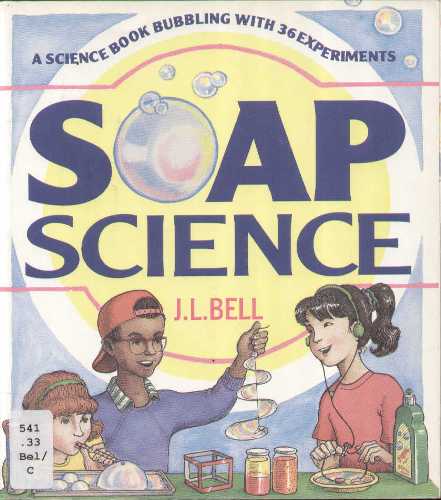 A SCIENCE BOOK BUBBLING WITH 36 EXPERIMENTS
SOAP
SCIENCE
J.L.BELL
541
.33
Bel/
C